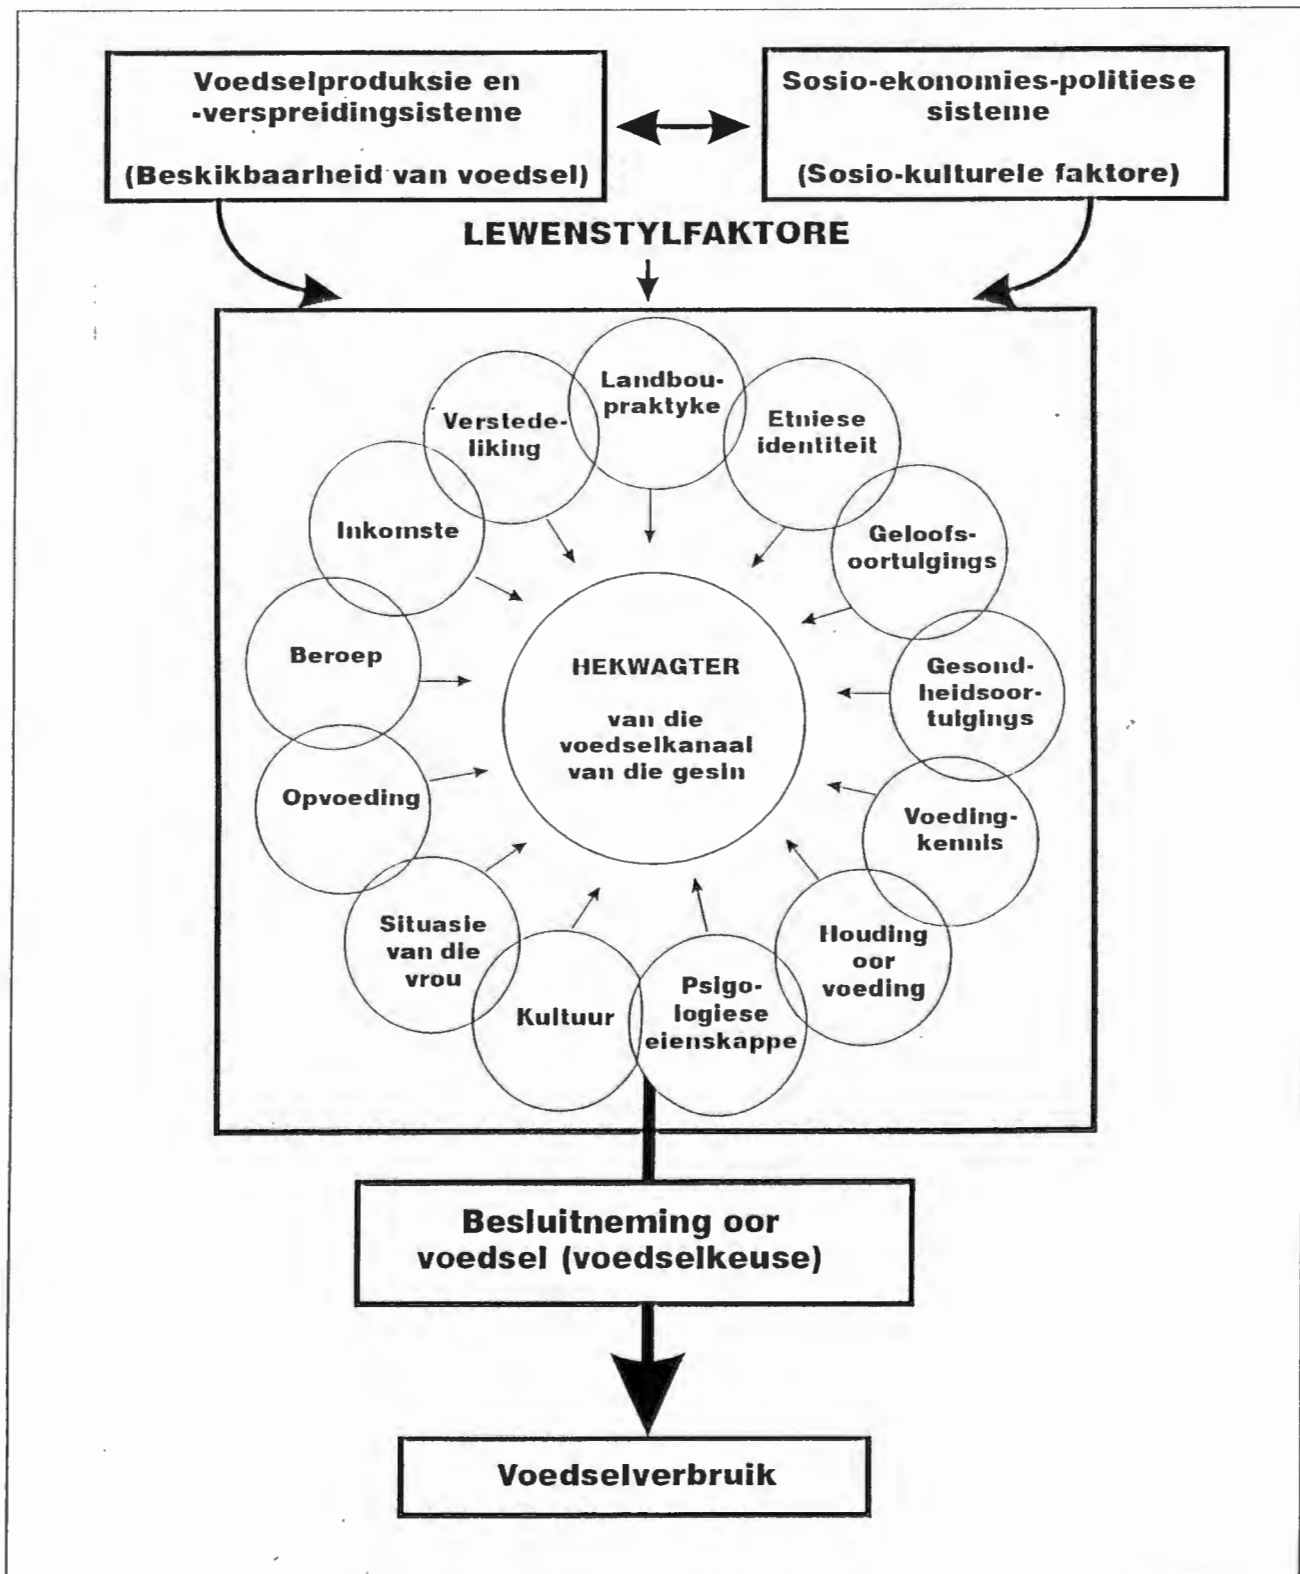 Voedselproduksie en
-verspreidingsisteme
(Beskikbaarheid van voedsel)
Sosio-ekonomies-politiese
sisteme
(Sosio-kulturele faktore)
LEWENSTYLFAKTORE
Landbou-
praktyke
Etniese
identiteit
Geloofs-
oortuigings
Gesond-
heidsoor-
tuigings
Voeding-
kennis
Houding
oor
voeding
Psigo-
logiese
eienskappe
Kultuur
Situasie
van die
vrou
Opvoeding
Beroep
Inkomste
Verstede-
liking
HEKWAGTER
van die
voedselkanaal
van die gesin
Besluitneming oor
voedsel (voedselkeuse)
Voedselverbruik